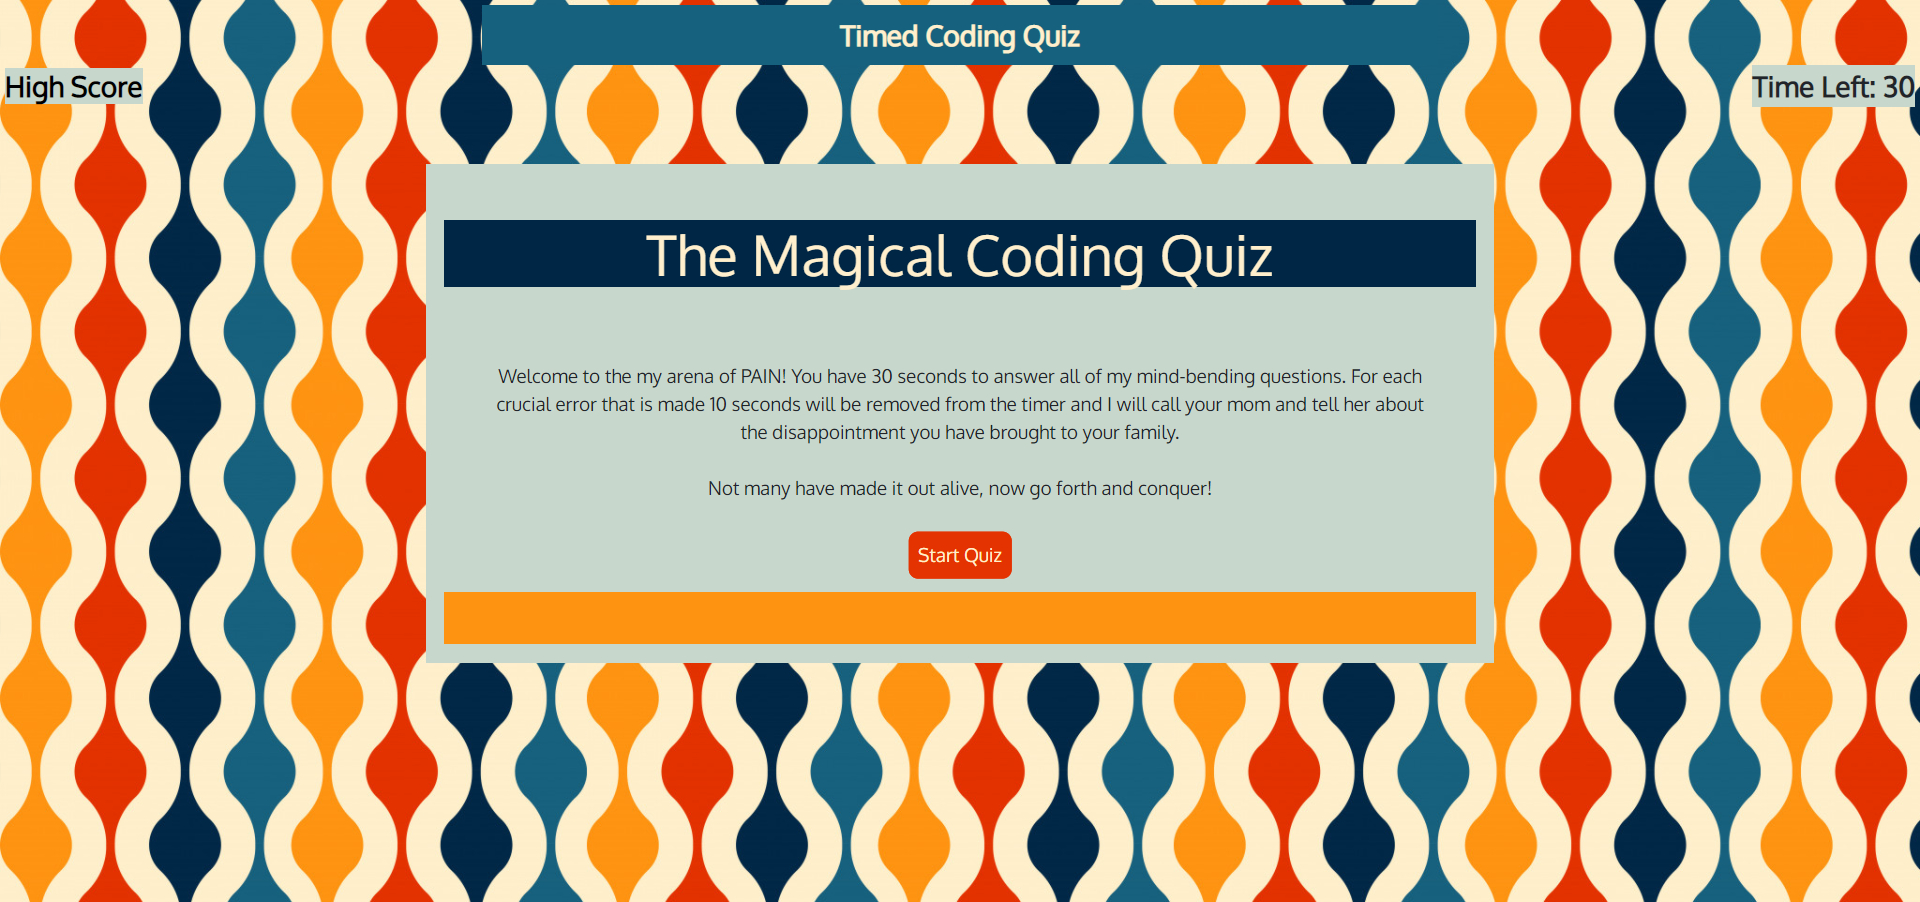 Timed Coding Quiz
High Score
Time Left: 30
The Magical Coding Quiz
Welcome to the my arena of PAIN! You have 30 seconds to answer all of my mind-bending questions. For each
crucial error that is made 10 seconds will be removed from the timer and I will call your mom and tell her about
the disappointment you have brought to your family.
Not many have made it out alive, now go forth and conquer!
Start Quiz